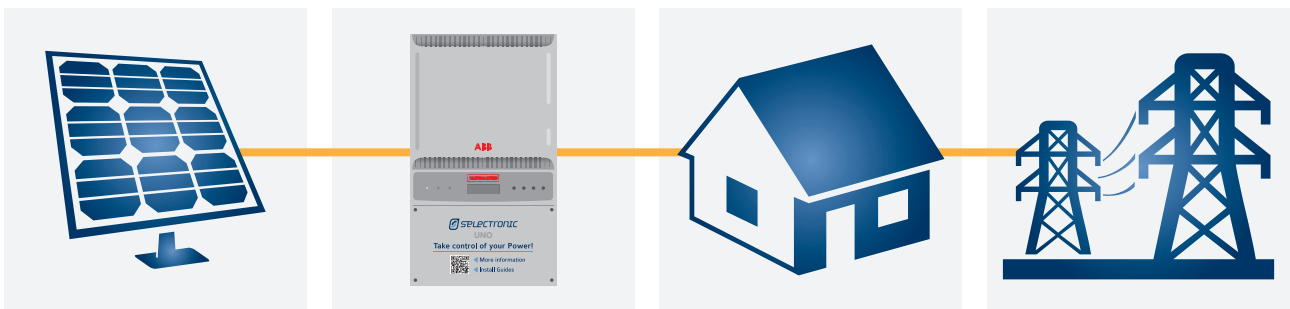 ABB
SELECTRONIC
UNO
Take control of your Power!
More information
Install Guides